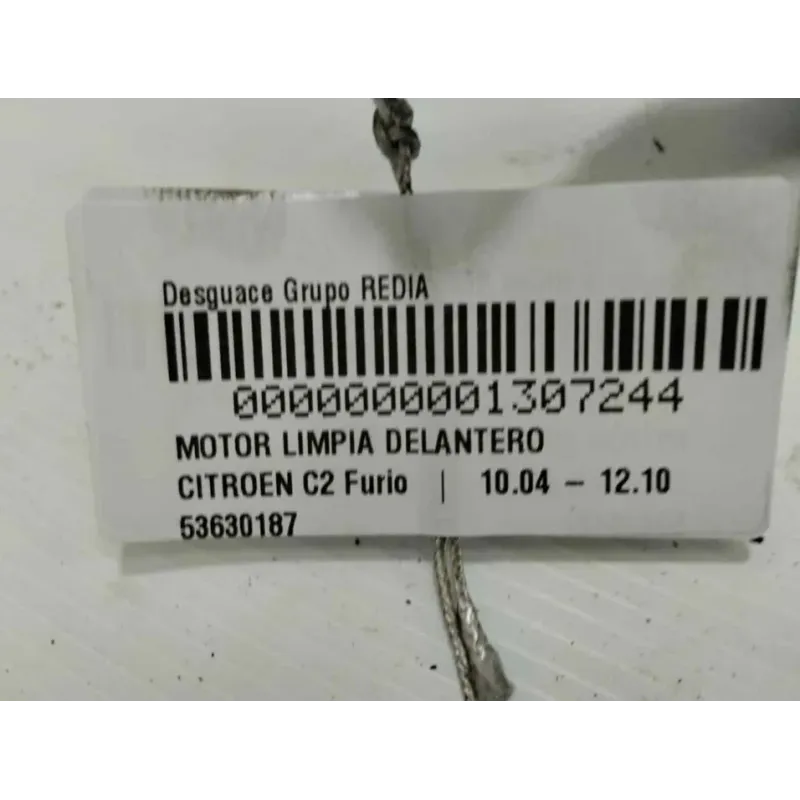 Desguace Grupo REDIA
0000000001307244
MOTOR LIMPIA DELANTERO
CITROEN C2 Furio | 10.04 – 12.10
53630187